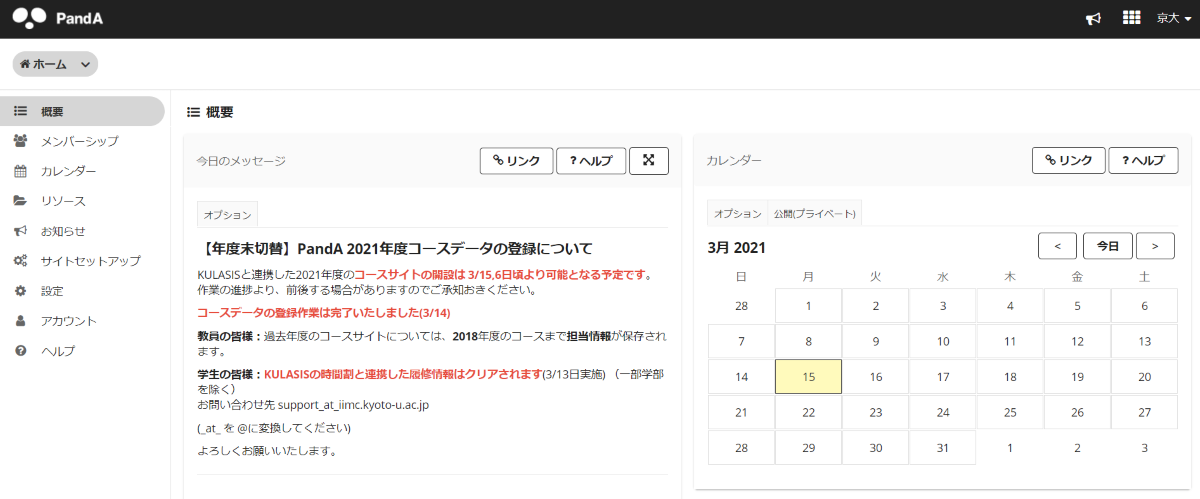 PandA
京大
ホーム
概要
メンバーシップ
カレンダー
リソース
お知らせ
サイトセットアップ
設定
アカウント
ヘルプ
概要
今日のメッセージ
リンク
? ヘルプ
オプション
【年度末切替】PandA 2021年度コースデータの登録について
KULASISと連携した2021年度のコースサイトの開設は 3/15,6日頃より可能となる予定です。
作業の進捗より、前後する場合がありますのでご承知おきください。
コースデータの登録作業は完了いたしました(3/14)
教員の皆様：過去年度のコースサイトについては、2018年度のコースまで担当情報が保存され
ます。
学生の皆様：KULASISの時間割と連携した履修情報はクリアされます(3/13日実施) （一部学部
を除く）
お問い合わせ先 support_at_iimc.kyoto-u.ac.jp
(_at_ を @に変換してください)
よろしくお願いいたします。
カレンダー
リンク
? ヘルプ
オプション 公開(プライベート)
3月 2021
< 今日 >
日 月 火 水 木 金 土
28 1 2 3 4 5 6
7 8 9 10 11 12 13
14 15 16 17 18 19 20
21 22 23 24 25 26 27
28 29 30 31 1 2 3